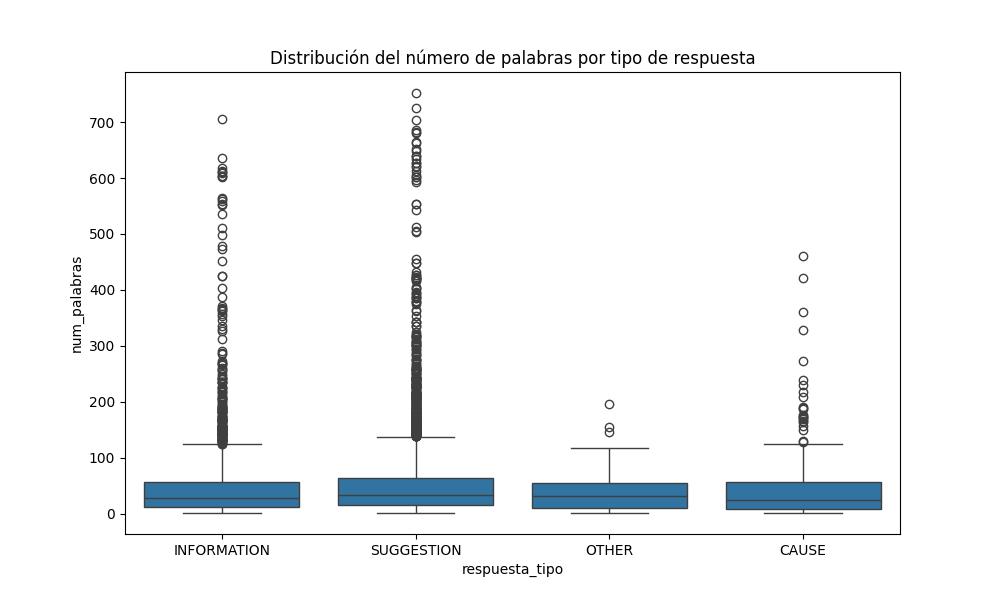 Distribución del número de palabras por tipo de respuesta
num_palabras
700
600
500
400
300
200
100
0
INFORMATION
SUGGESTION
OTHER
CAUSE
respuesta_tipo